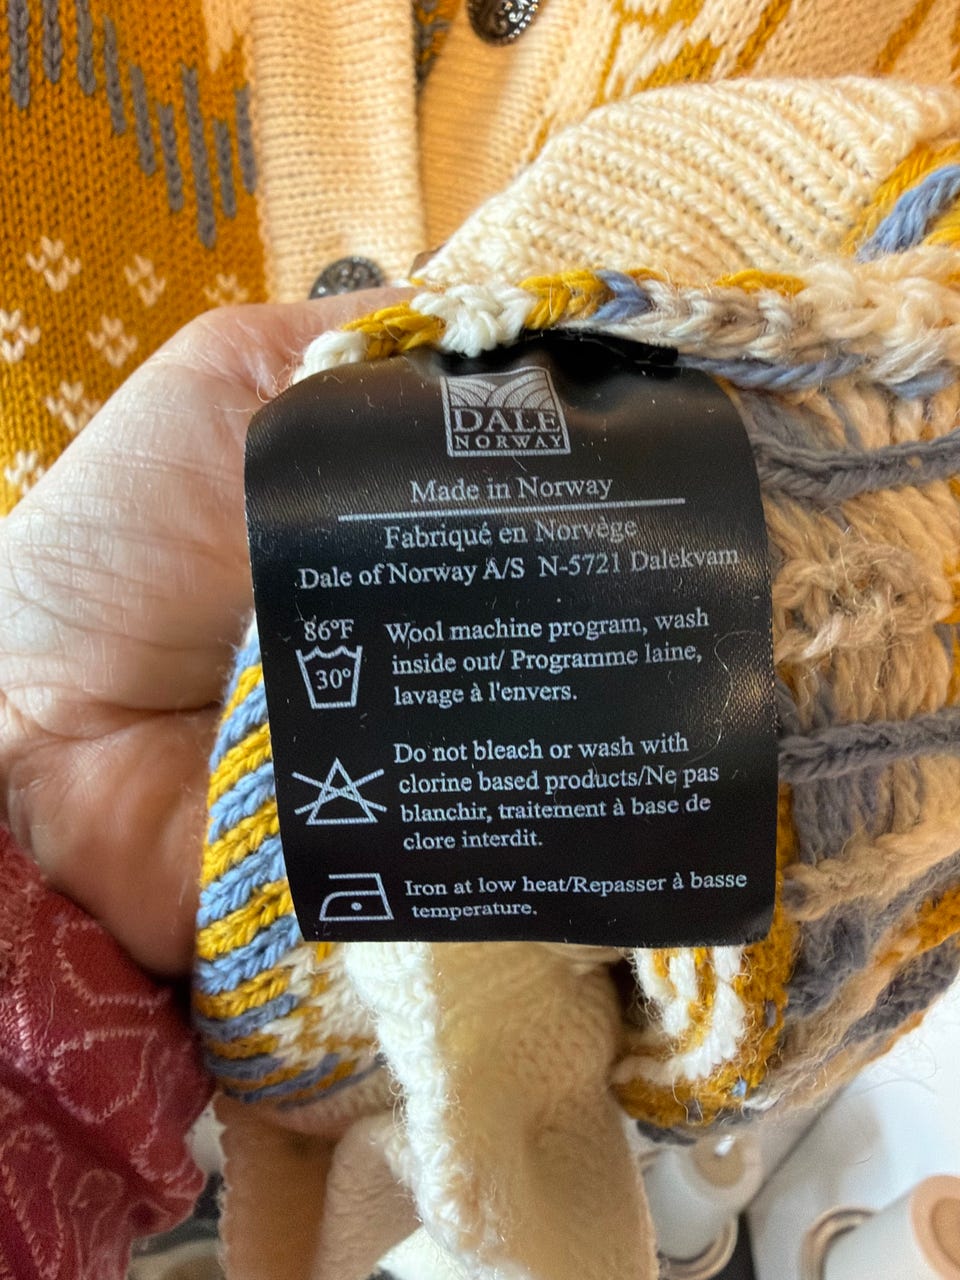 DALE
NORWAY
Made in Norway
Fabriqué en Norvège
Dale of Norway A/S N-5721 Dalekvam
86°F
30°
Wool machine program, wash
inside out/ Programme laine,
lavage à l'envers.
Do not bleach or wash with
clorine based products/Ne pas
blanchir, traitement à base de
clore interdit.
Iron at low heat/Repasser à basse
temperature.